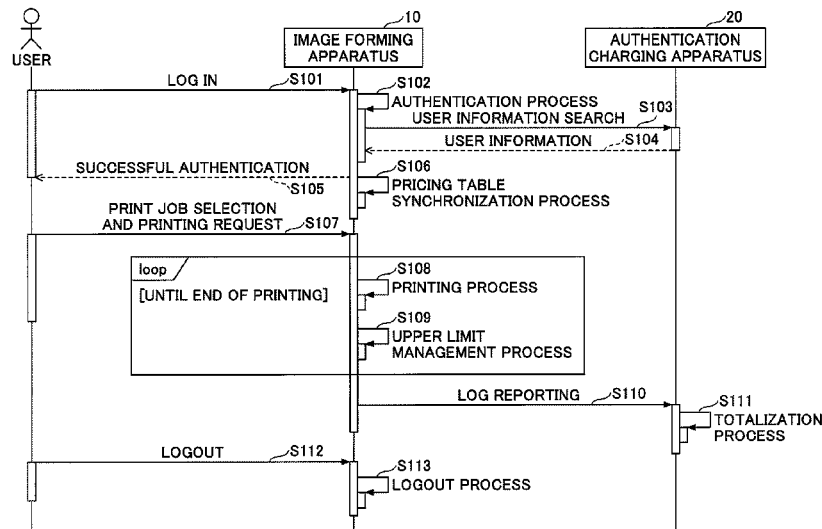 10
20
USER
IMAGE FORMING
APPARATUS
AUTHENTICATION
CHARGING APPARATUS
LOG IN
S101
S102
AUTHENTICATION PROCESS
S103
USER INFORMATION SEARCH
USER INFORMATION
S104
SUCCESSFUL AUTHENTICATION
S105
S106
PRICING TABLE
SYNCHRONIZATION PROCESS
PRINT JOB SELECTION
AND PRINTING REQUEST
S107
loop
[UNTIL END OF PRINTING]
S108
PRINTING PROCESS
S109
UPPER LIMIT
MANAGEMENT PROCESS
LOG REPORTING
S110
S111
TOTALIZATION
PROCESS
LOGOUT
S112
S113
LOGOUT PROCESS